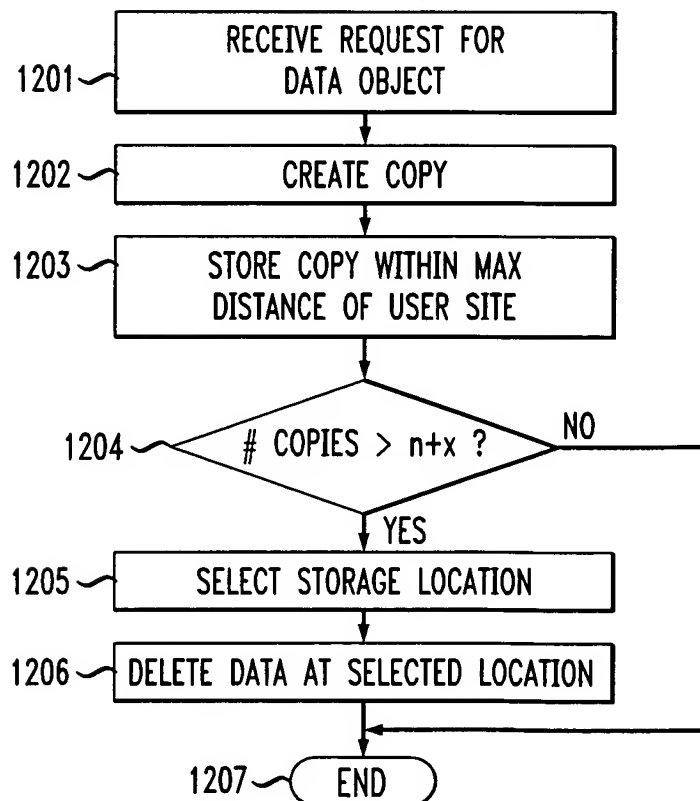 RECEIVE REQUEST FOR
DATA OBJECT
1201
1202
CREATE COPY
1203
STORE COPY WITHIN MAX
DISTANCE OF USER SITE
1204
# COPIES > n+x ?
NO
YES
1205
SELECT STORAGE LOCATION
1206
DELETE DATA AT SELECTED LOCATION
1207
END